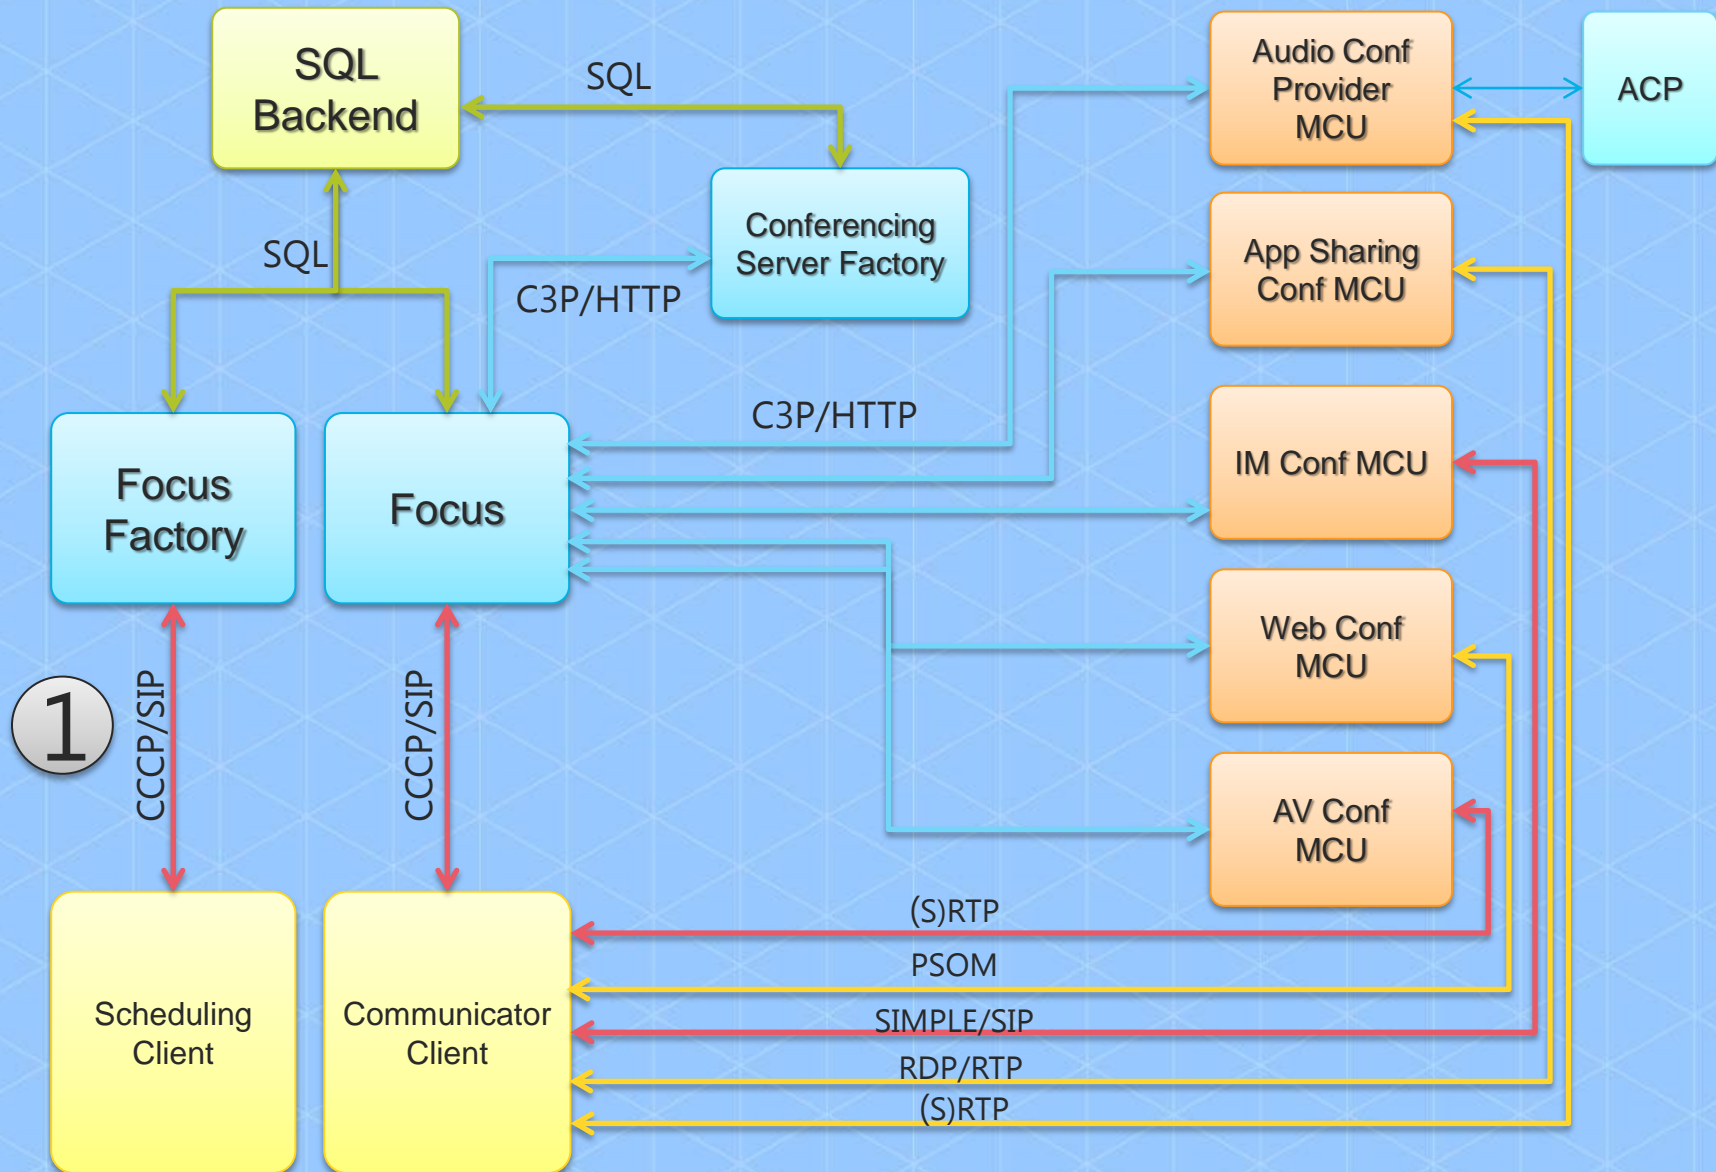 SQL
Backend
SQL
Audio Conf
Provider
MCU
ACP
Conferencing
Server Factory
App Sharing
Conf MCU
SQL
C3P/HTTP
C3P/HTTP
Focus
Factory
Focus
IM Conf MCU
Web Conf
MCU
1
CCCP/SIP
CCCP/SIP
AV Conf
MCU
(S)RTP
PSOM
SIMPLE/SIP
RDP/RTP
(S)RTP
Scheduling
Client
Communicator
Client